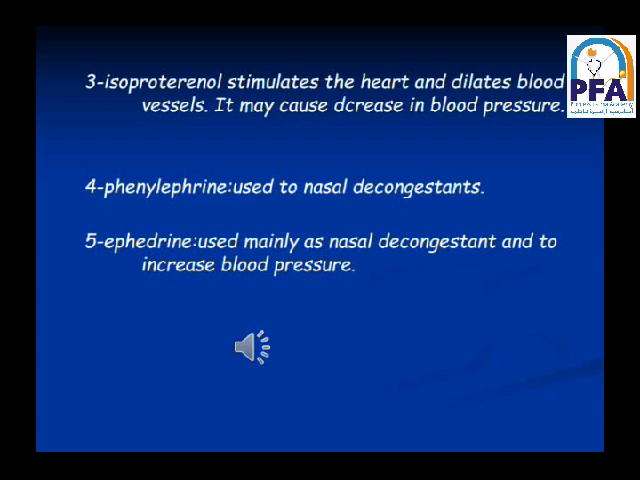 3-isoproterenol stimulates the heart and dilates blood
vessels. It may cause dcrease in blood pressure.
4-phenylephrine:used to nasal decongestants.
5-ephedrine:used mainly as nasal decongestant and to
increase blood pressure.
PFA